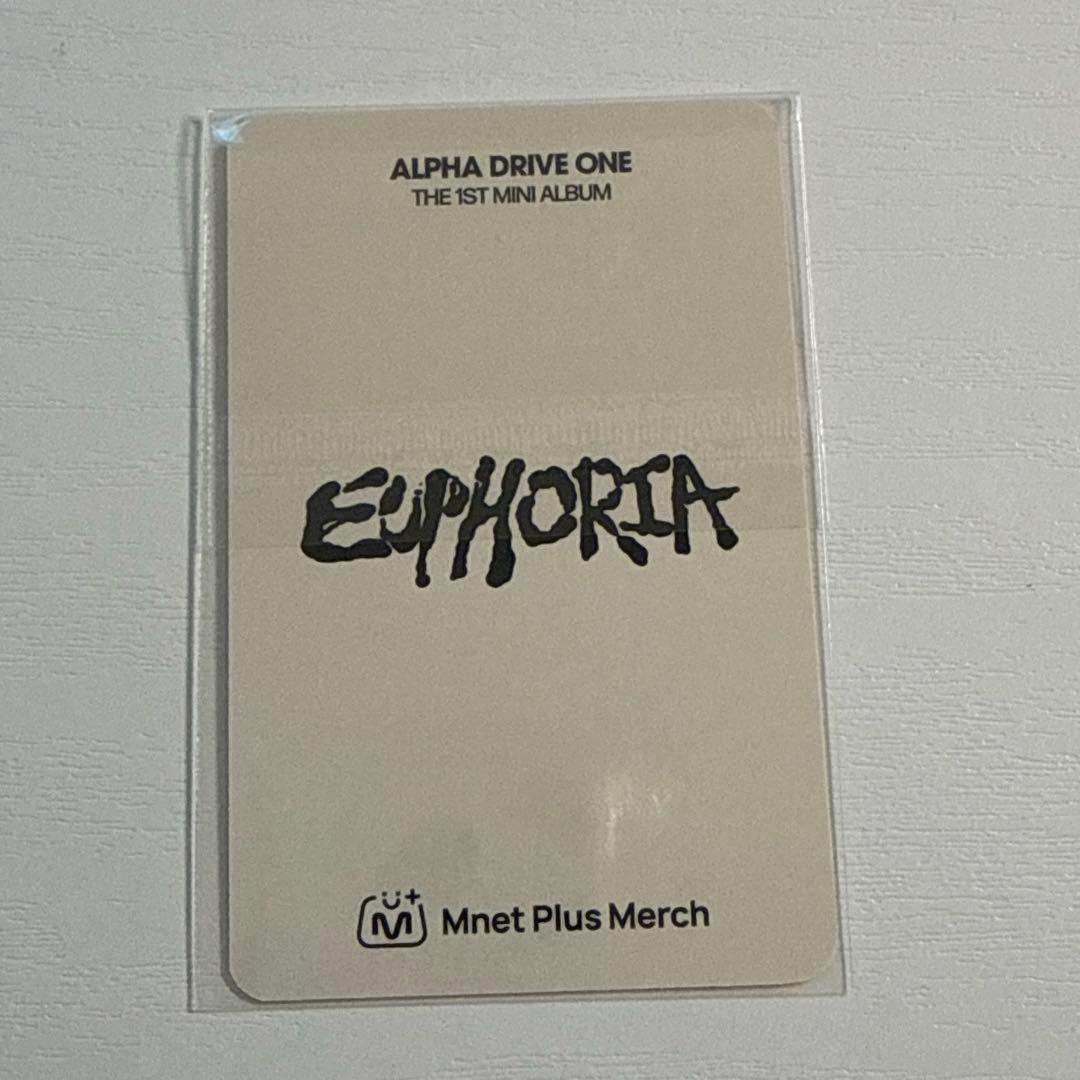 ALPHA DRIVE ONE
THE 1ST MINI ALBUM
EUPHORIA
M+ Mnet Plus Merch